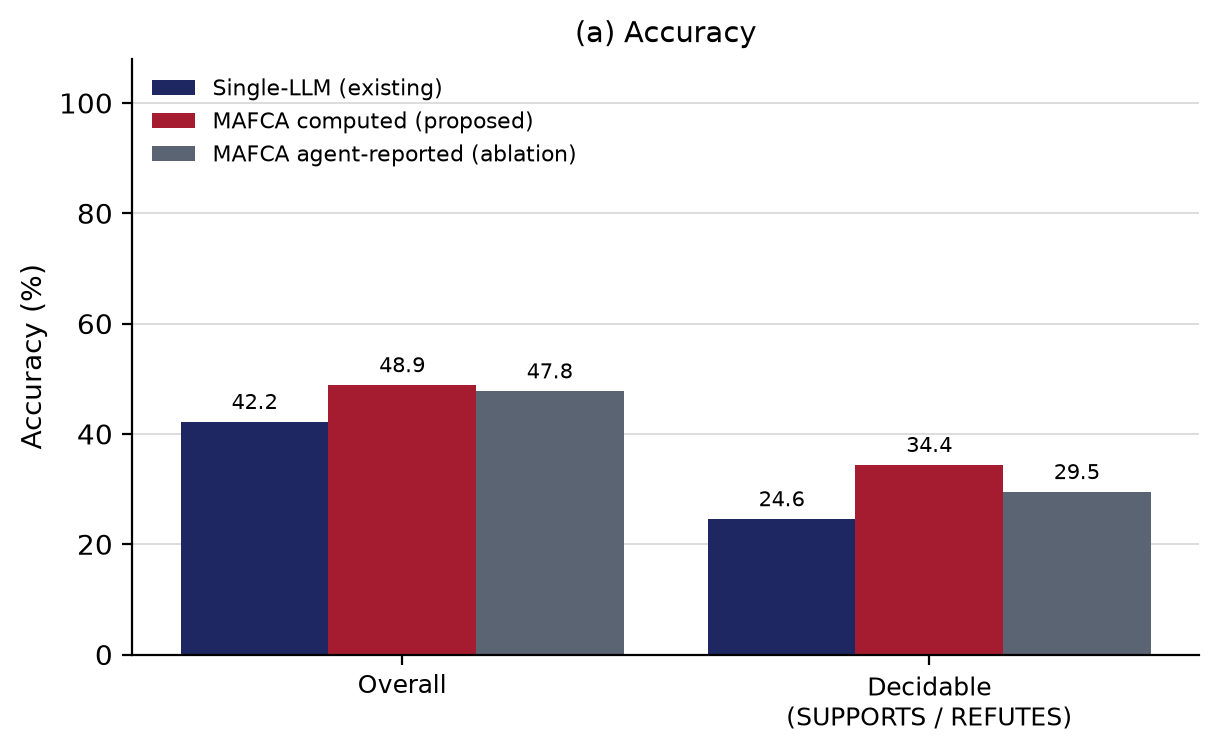 (a) Accuracy
Single-LLM (existing)
MAFCA computed (proposed)
MAFCA agent-reported (ablation)
Accuracy (%)
100
80
60
40
20
0
42.2
48.9
47.8
24.6
34.4
29.5
Overall
Decidable
(SUPPORTS / REFUTES)